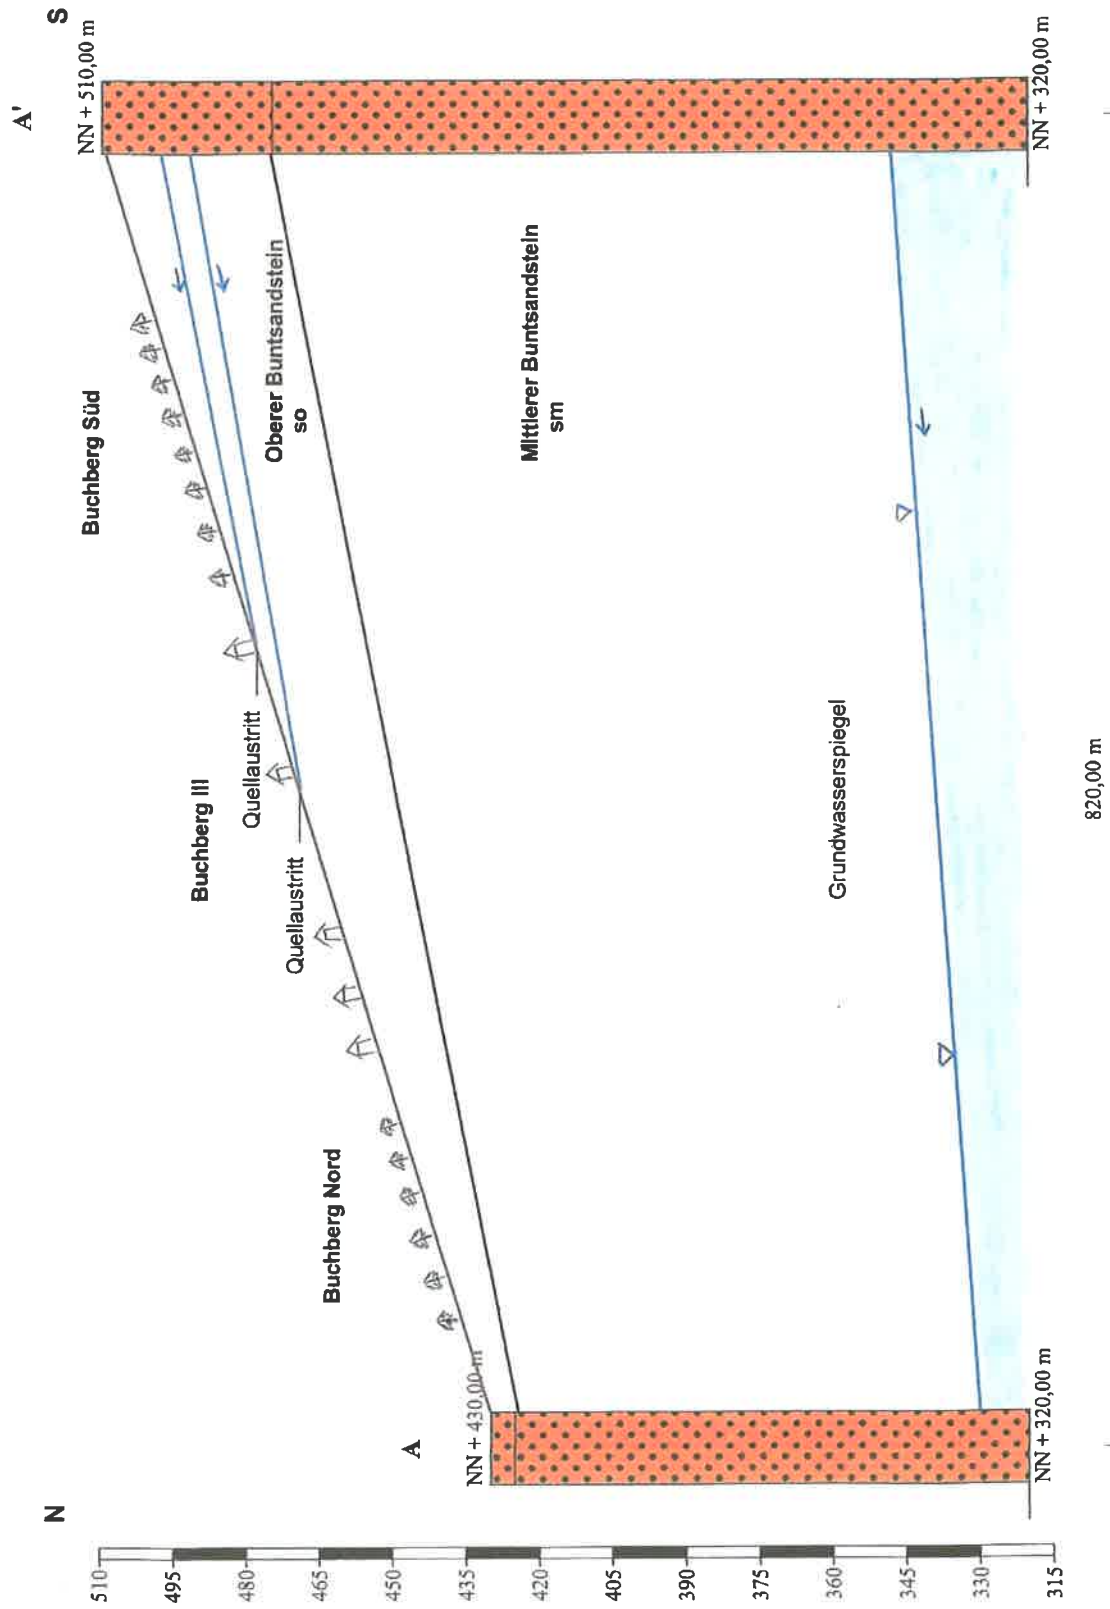 N
S
A
A'
NN + 510,00 m
NN + 430,00 m
Buchberg Süd
Buchberg III
Buchberg Nord
Quellaustritt
Quellaustritt
Oberer Buntsandstein
so
Mittlerer Buntsandstein
sm
Grundwasserspiegel
NN + 320,00 m
NN + 320,00 m
820,00 m
510
495
480
465
450
435
420
405
390
375
360
345
330
315